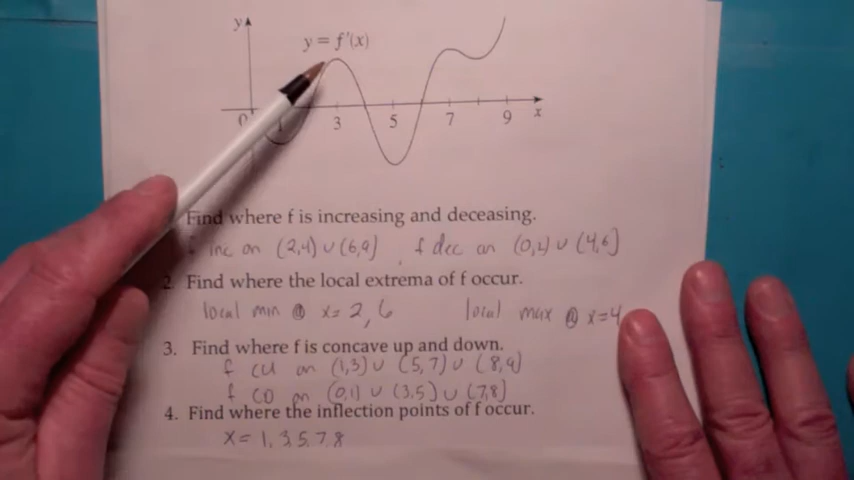 y
y = f'(x)
0 1 3 5 7 9 x
Find where f is increasing and deceasing.
f inc on (2,4) ∪ (6,9) , f dec on (0,2) ∪ (4,6)
2. Find where the local extrema of f occur.
local min @ x = 2, 6 local max @ x=4
3. Find where f is concave up and down.
f CU on (1,3) ∪ (5,7) ∪ (8,9)
f CD on (0,1) ∪ (3,5) ∪ (7,8)
4. Find where the inflection points of f occur.
x = 1, 3, 5, 7, 8